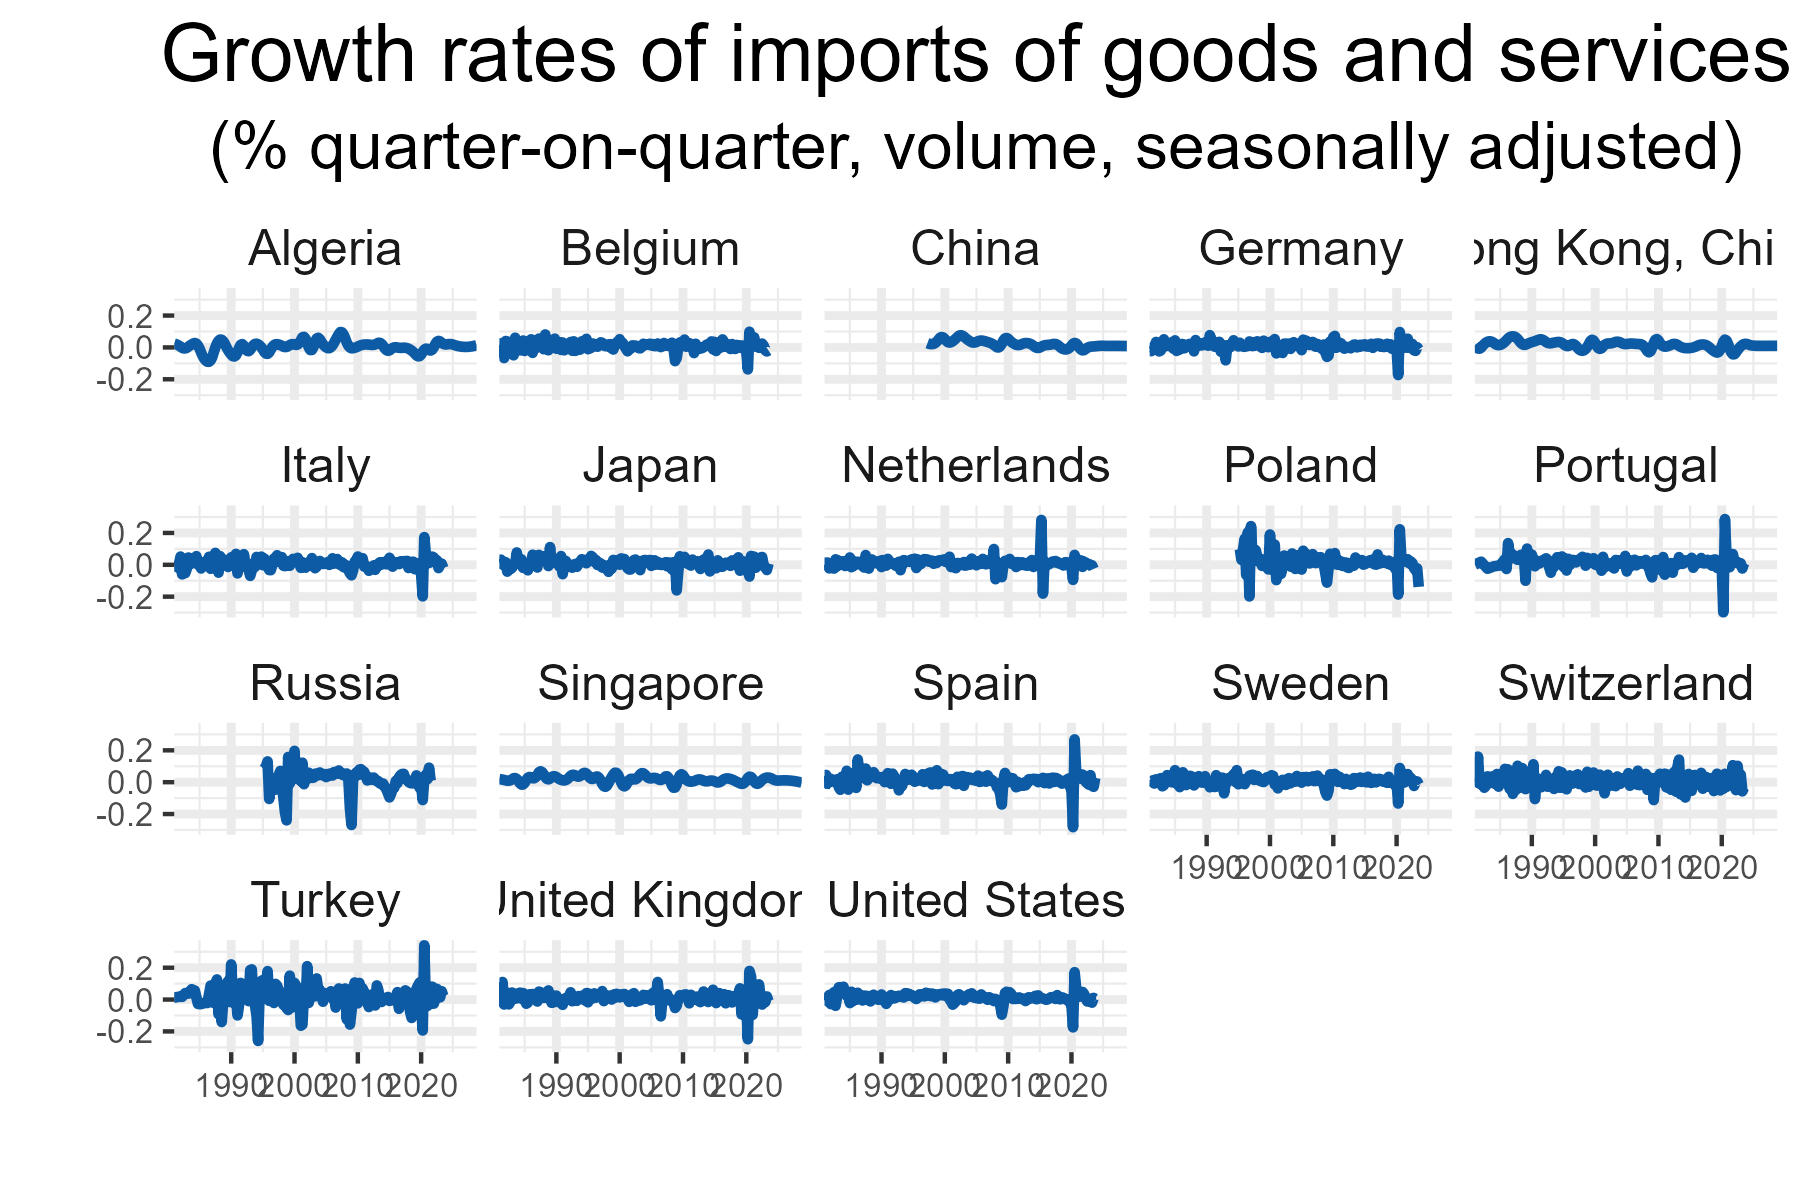 Growth rates of imports of goods and services
(% quarter-on-quarter, volume, seasonally adjusted)
Algeria Belgium China Germany ong Kong, Chi
0.2
0.0
-0.2
Italy Japan Netherlands Poland Portugal
0.2
0.0
-0.2
Russia Singapore Spain Sweden Switzerland
0.2
0.0
-0.2
1990 2000 2010 2020 1990 2000 2010 2020
Turkey United Kingdom United States
0.2
0.0
-0.2
1990 2000 2010 2020 1990 2000 2010 2020 1990 2000 2010 2020